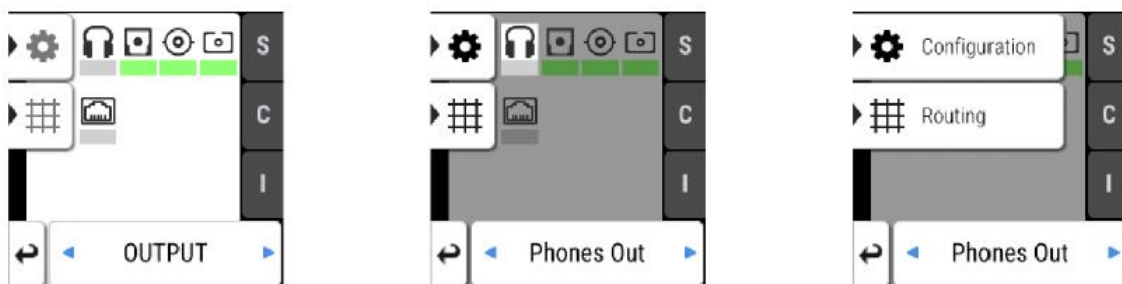 S
C
I
OUTPUT
S
C
I
Phones Out
Configuration
S
Routing
C
I
Phones Out